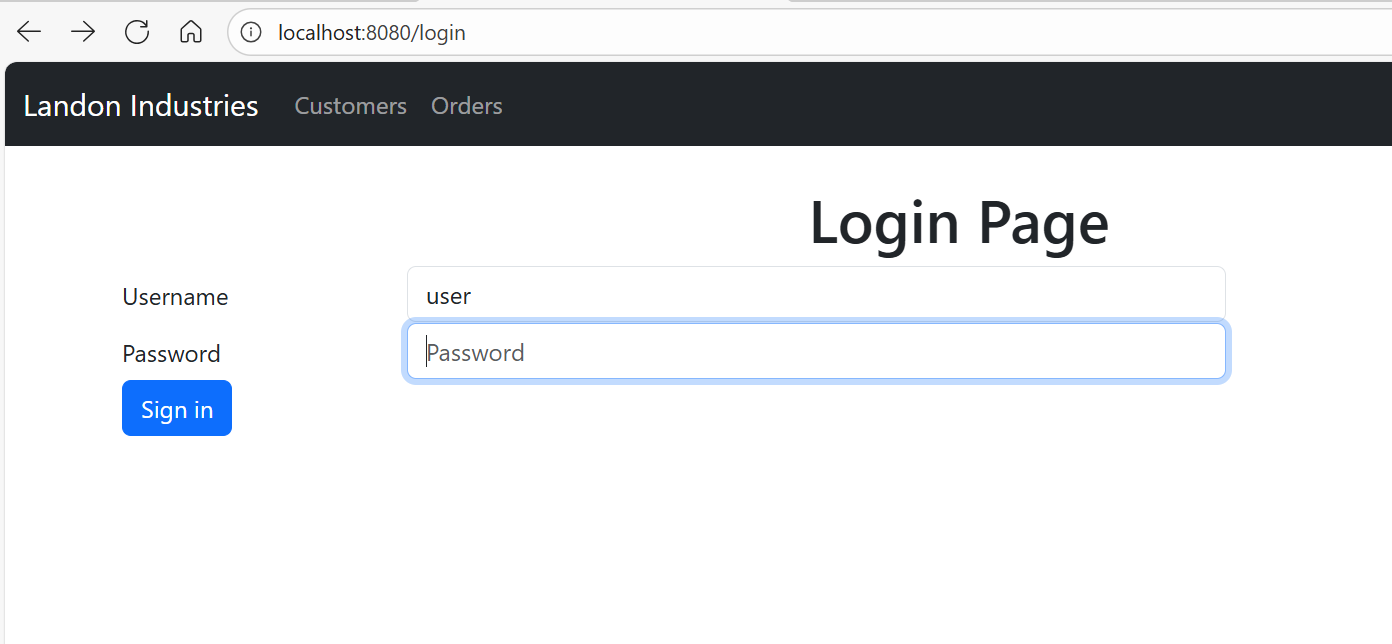 localhost:8080/login
Landon Industries Customers Orders
Login Page
Username user
Password Password
Sign in